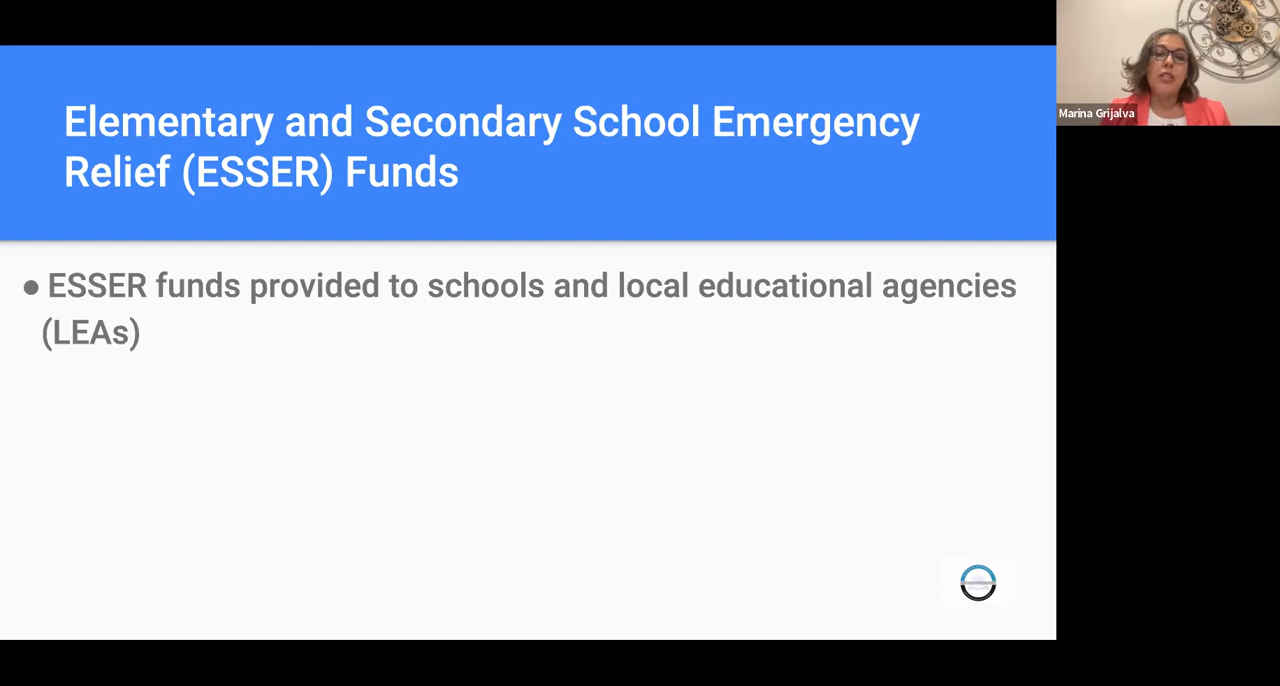 Elementary and Secondary School Emergency
Relief (ESSER) Funds
● ESSER funds provided to schools and local educational agencies
(LEAs)
Marina Grijalva